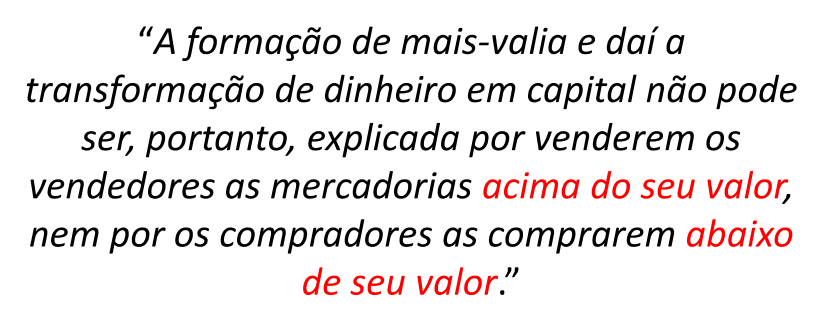 “A formação de mais-valia e daí a
transformação de dinheiro em capital não pode
ser, portanto, explicada por venderem os
vendedores as mercadorias acima do seu valor,
nem por os compradores as comprarem abaixo
de seu valor.”